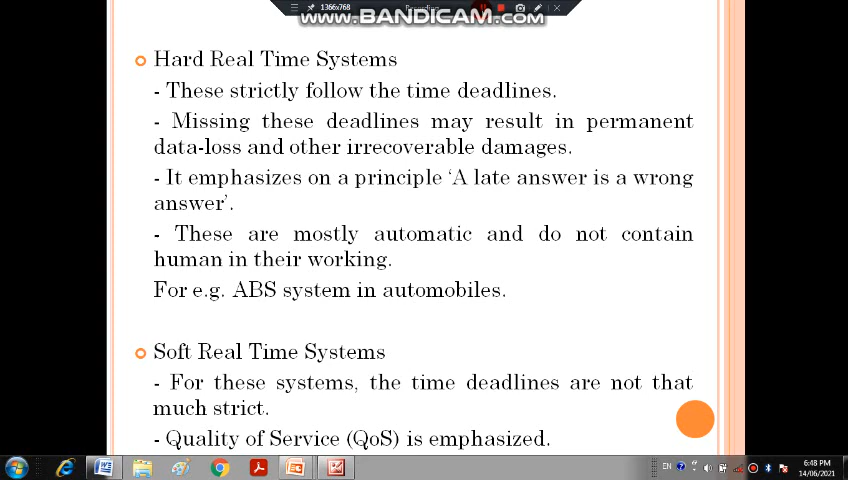 1366x768
Recording
www.BANDICAM.com
Hard Real Time Systems
- These strictly follow the time deadlines.
- Missing these deadlines may result in permanent
data-loss and other irrecoverable damages.
- It emphasizes on a principle ‘A late answer is a wrong
answer’.
- These are mostly automatic and do not contain
human in their working.
For e.g. ABS system in automobiles.
Soft Real Time Systems
- For these systems, the time deadlines are not that
much strict.
- Quality of Service (QoS) is emphasized.
EN
6:48 PM
14/06/2021